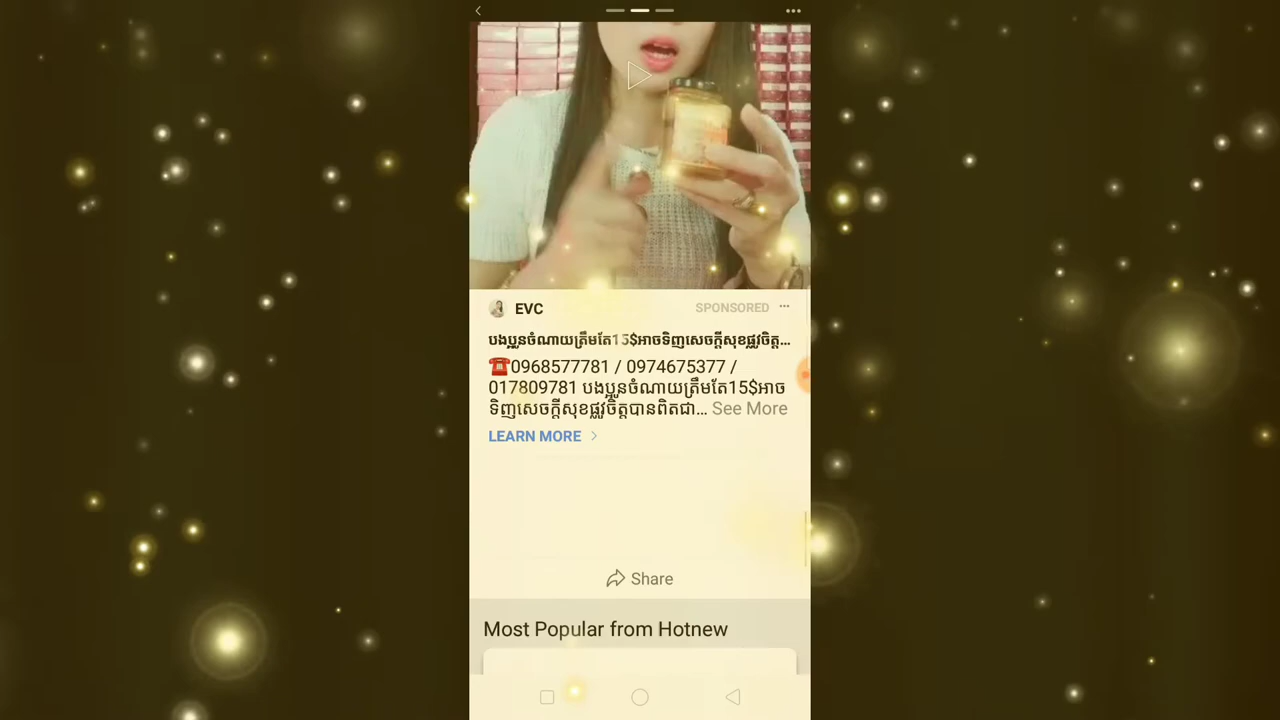 EVC
SPONSORED
បងប្អូនចំណាយត្រឹមតែ15$អាចទិញសេចក្តីសុខផ្លូវចិត្ត...
☎️0968577781 / 0974675377 /
017809781 បងប្អូនចំណាយត្រឹមតែ15$អាច
ទិញសេចក្តីសុខផ្លូវចិត្តបានពិតជា... See More
LEARN MORE
Share
Most Popular from Hotnew